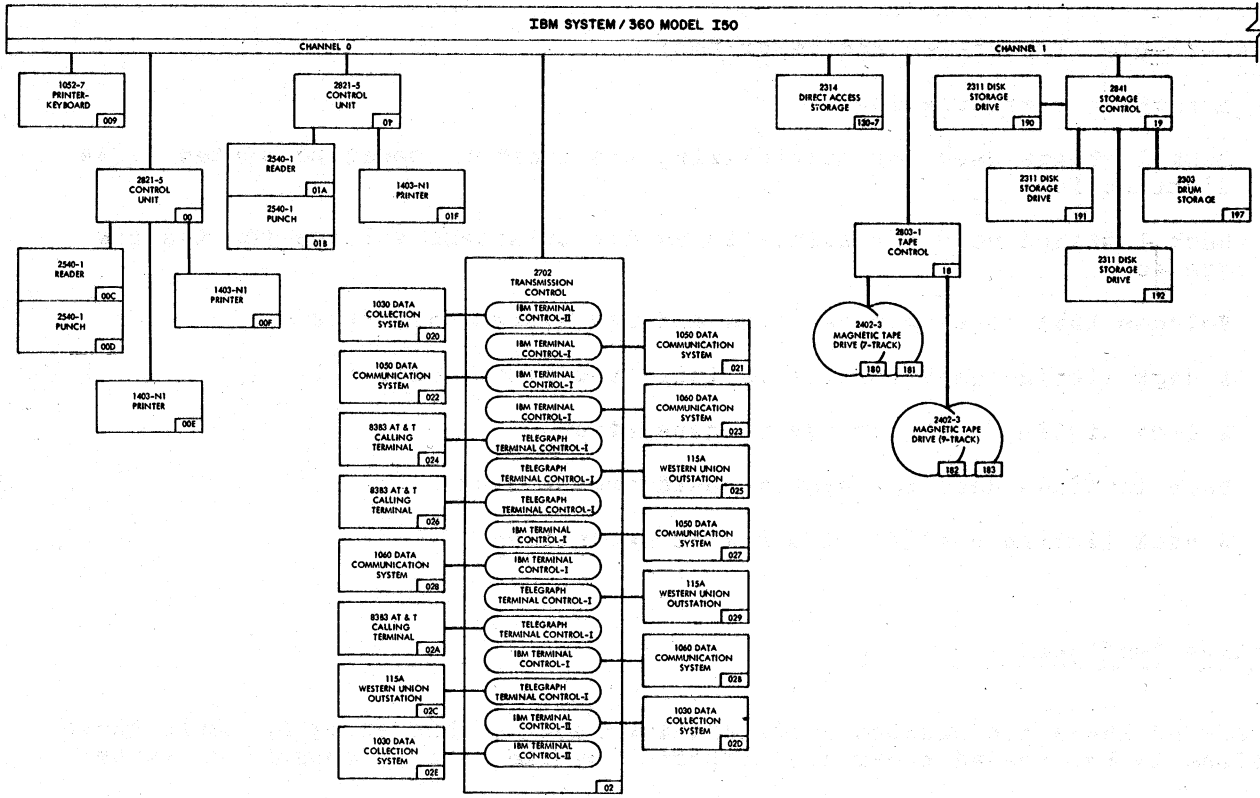 IBM SYSTEM/360 MODEL I50
CHANNEL 0
CHANNEL 1
1052-7
PRINTER-
KEYBOARD
009
2821-5
CONTROL
UNIT
01
2540-1
READER
01A
2540-1
PUNCH
01B
1403-N1
PRINTER
01F
2821-5
CONTROL
UNIT
00
2540-1
READER
00C
2540-1
PUNCH
00D
1403-N1
PRINTER
00F
1403-N1
PRINTER
00E
2314
DIRECT ACCESS
STORAGE
130-7
2311 DISK
STORAGE
DRIVE
190
2841
STORAGE
CONTROL
19
2311 DISK
STORAGE
DRIVE
191
2303
DRUM
STORAGE
197
2311 DISK
STORAGE
DRIVE
192
2803-1
TAPE
CONTROL
18
2402-3
MAGNETIC TAPE
DRIVE (7-TRACK)
180
181
2402-3
MAGNETIC TAPE
DRIVE (9-TRACK)
182
183
2702
TRANSMISSION
CONTROL
1030 DATA
COLLECTION
SYSTEM
020
IBM TERMINAL
CONTROL-II
IBM TERMINAL
CONTROL-I
1050 DATA
COMMUNICATION
SYSTEM
021
1050 DATA
COMMUNICATION
SYSTEM
022
IBM TERMINAL
CONTROL-I
IBM TERMINAL
CONTROL-I
1060 DATA
COMMUNICATION
SYSTEM
023
8383 AT & T
CALLING
TERMINAL
024
TELEGRAPH
TERMINAL CONTROL-I
TELEGRAPH
TERMINAL CONTROL-I
115A
WESTERN UNION
OUTSTATION
025
8383 AT & T
CALLING
TERMINAL
026
TELEGRAPH
TERMINAL CONTROL-I
IBM TERMINAL
CONTROL-I
1050 DATA
COMMUNICATION
SYSTEM
027
1060 DATA
COMMUNICATION
SYSTEM
028
IBM TERMINAL
CONTROL-I
TELEGRAPH
TERMINAL CONTROL-I
115A
WESTERN UNION
OUTSTATION
029
8383 AT & T
CALLING
TERMINAL
02A
TELEGRAPH
TERMINAL CONTROL-I
IBM TERMINAL
CONTROL-I
1060 DATA
COMMUNICATION
SYSTEM
02B
115A
WESTERN UNION
OUTSTATION
02C
TELEGRAPH
TERMINAL CONTROL-I
IBM TERMINAL
CONTROL-II
1030 DATA
COLLECTION
SYSTEM
02D
1030 DATA
COLLECTION
SYSTEM
02E
IBM TERMINAL
CONTROL-II
02